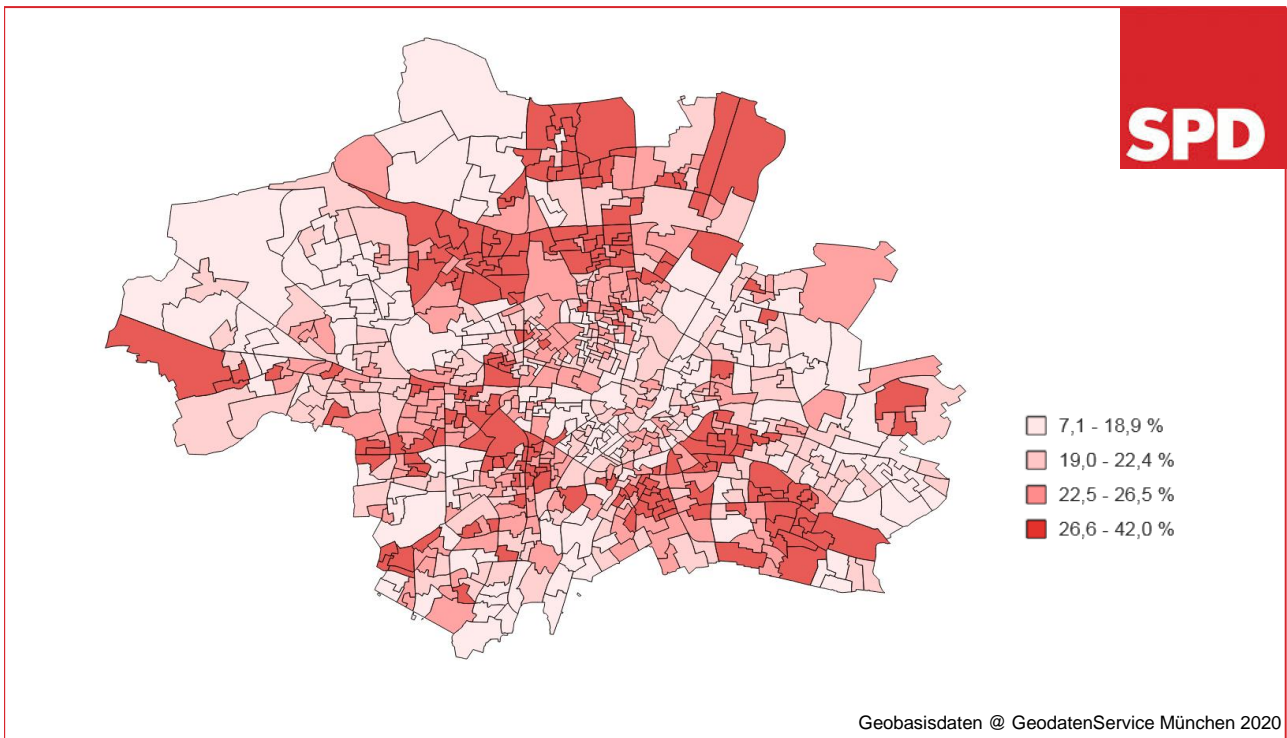 SPD
7,1 - 18,9 %
19,0 - 22,4 %
22,5 - 26,5 %
26,6 - 42,0 %
Geobasisdaten @ GeodatenService München 2020